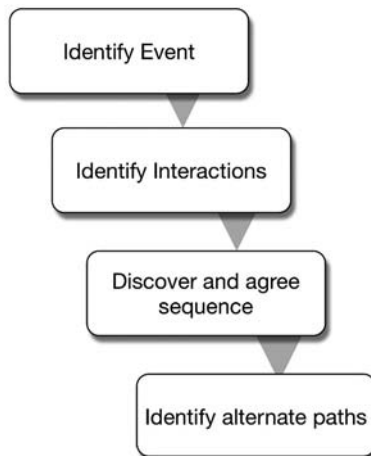 Identify Event
Identify Interactions
Discover and agree
sequence
Identify alternate paths